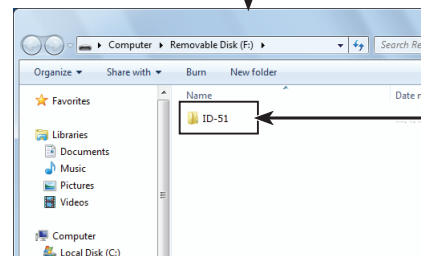 Computer ▸ Removable Disk (F:) ▸
Search Re
Organize ▾ Share with ▾ Burn New folder
Favorites
Libraries
Documents
Music
Pictures
Videos
Computer
Local Disk (C:)
Name
Date
ID-51